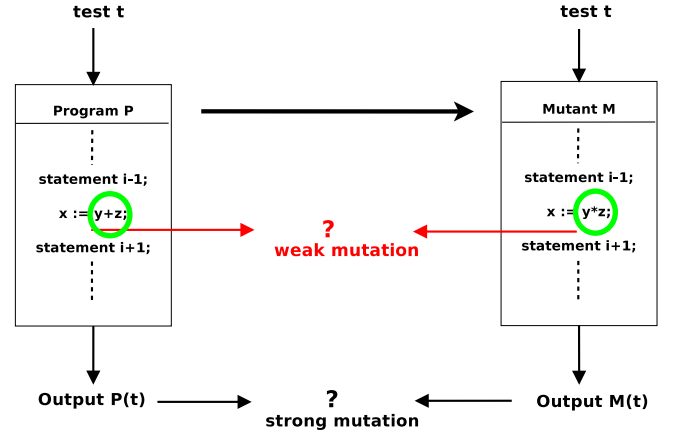 test t
Program P
statement i-1;
x := y+z;
statement i+1;
Output P(t)
?
weak mutation
?
strong mutation
test t
Mutant M
statement i-1;
x := y*z;
statement i+1;
Output M(t)